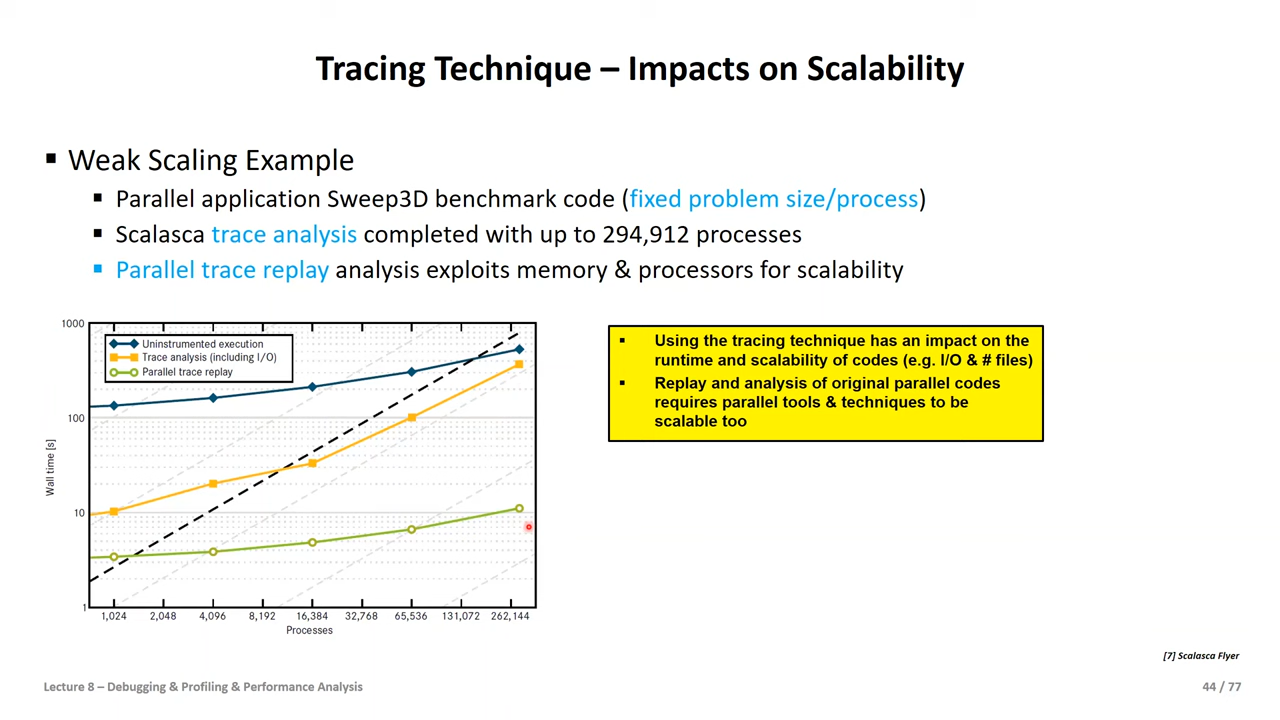 Tracing Technique – Impacts on Scalability
▪ Weak Scaling Example
▪ Parallel application Sweep3D benchmark code (fixed problem size/process)
▪ Scalasca trace analysis completed with up to 294,912 processes
▪ Parallel trace replay analysis exploits memory & processors for scalability
1000
100
10
1
Wall time [s]
Uninstrumented execution
Trace analysis (including I/O)
Parallel trace replay
1,024 2,048 4,096 8,192 16,384 32,768 65,536 131,072 262,144
Processes
▪ Using the tracing technique has an impact on the
runtime and scalability of codes (e.g. I/O & # files)
▪ Replay and analysis of original parallel codes
requires parallel tools & techniques to be
scalable too
[7] Scalasca Flyer
Lecture 8 – Debugging & Profiling & Performance Analysis
44 / 77